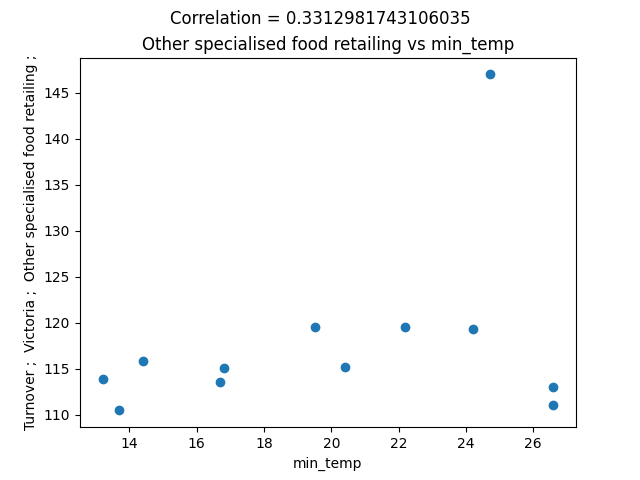 Correlation = 0.3312981743106035
Other specialised food retailing vs min_temp
Turnover ; Victoria ; Other specialised food retailing ;
145
140
135
130
125
120
115
110
14 16 18 20 22 24 26
min_temp